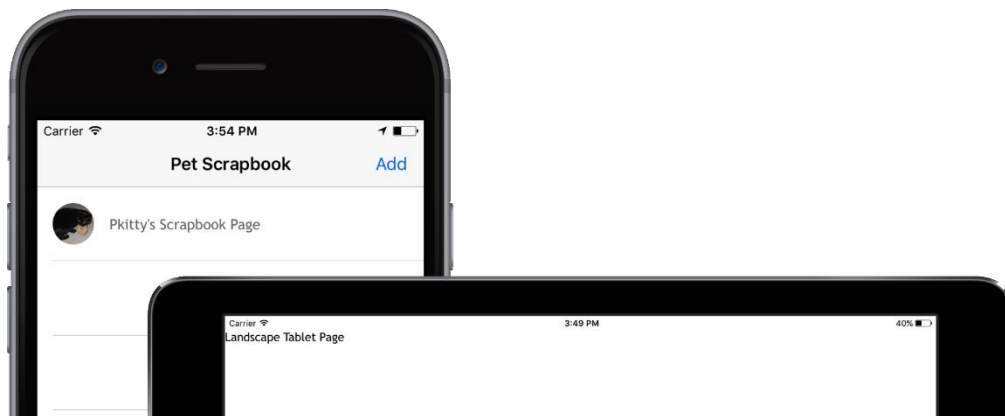 Carrier 3:54 PM
Pet Scrapbook Add
Pkitty's Scrapbook Page
Carrier 3:49 PM 40%
Landscape Tablet Page